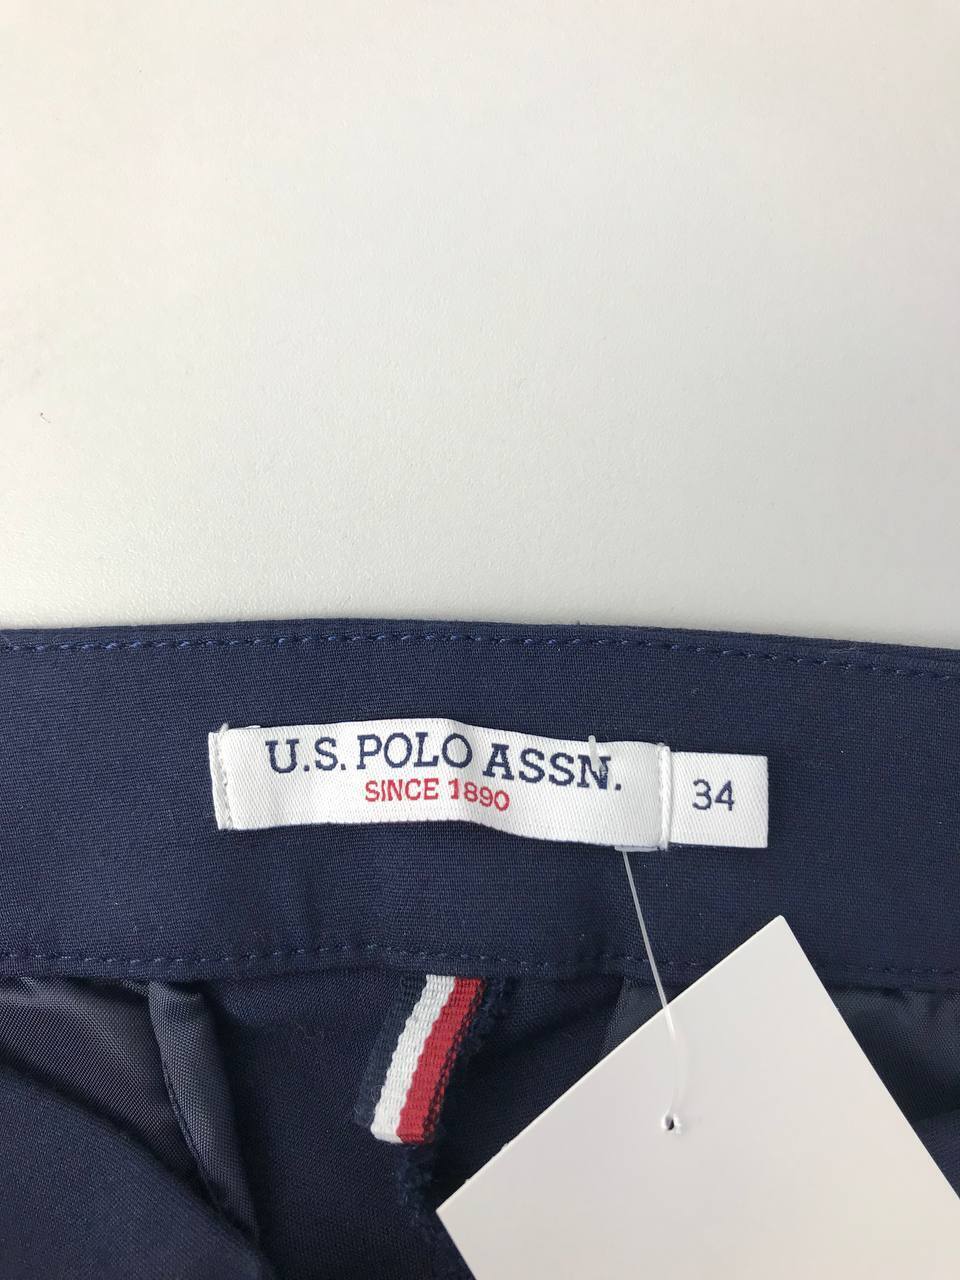 U.S. POLO ASSN.
SINCE 1890
34